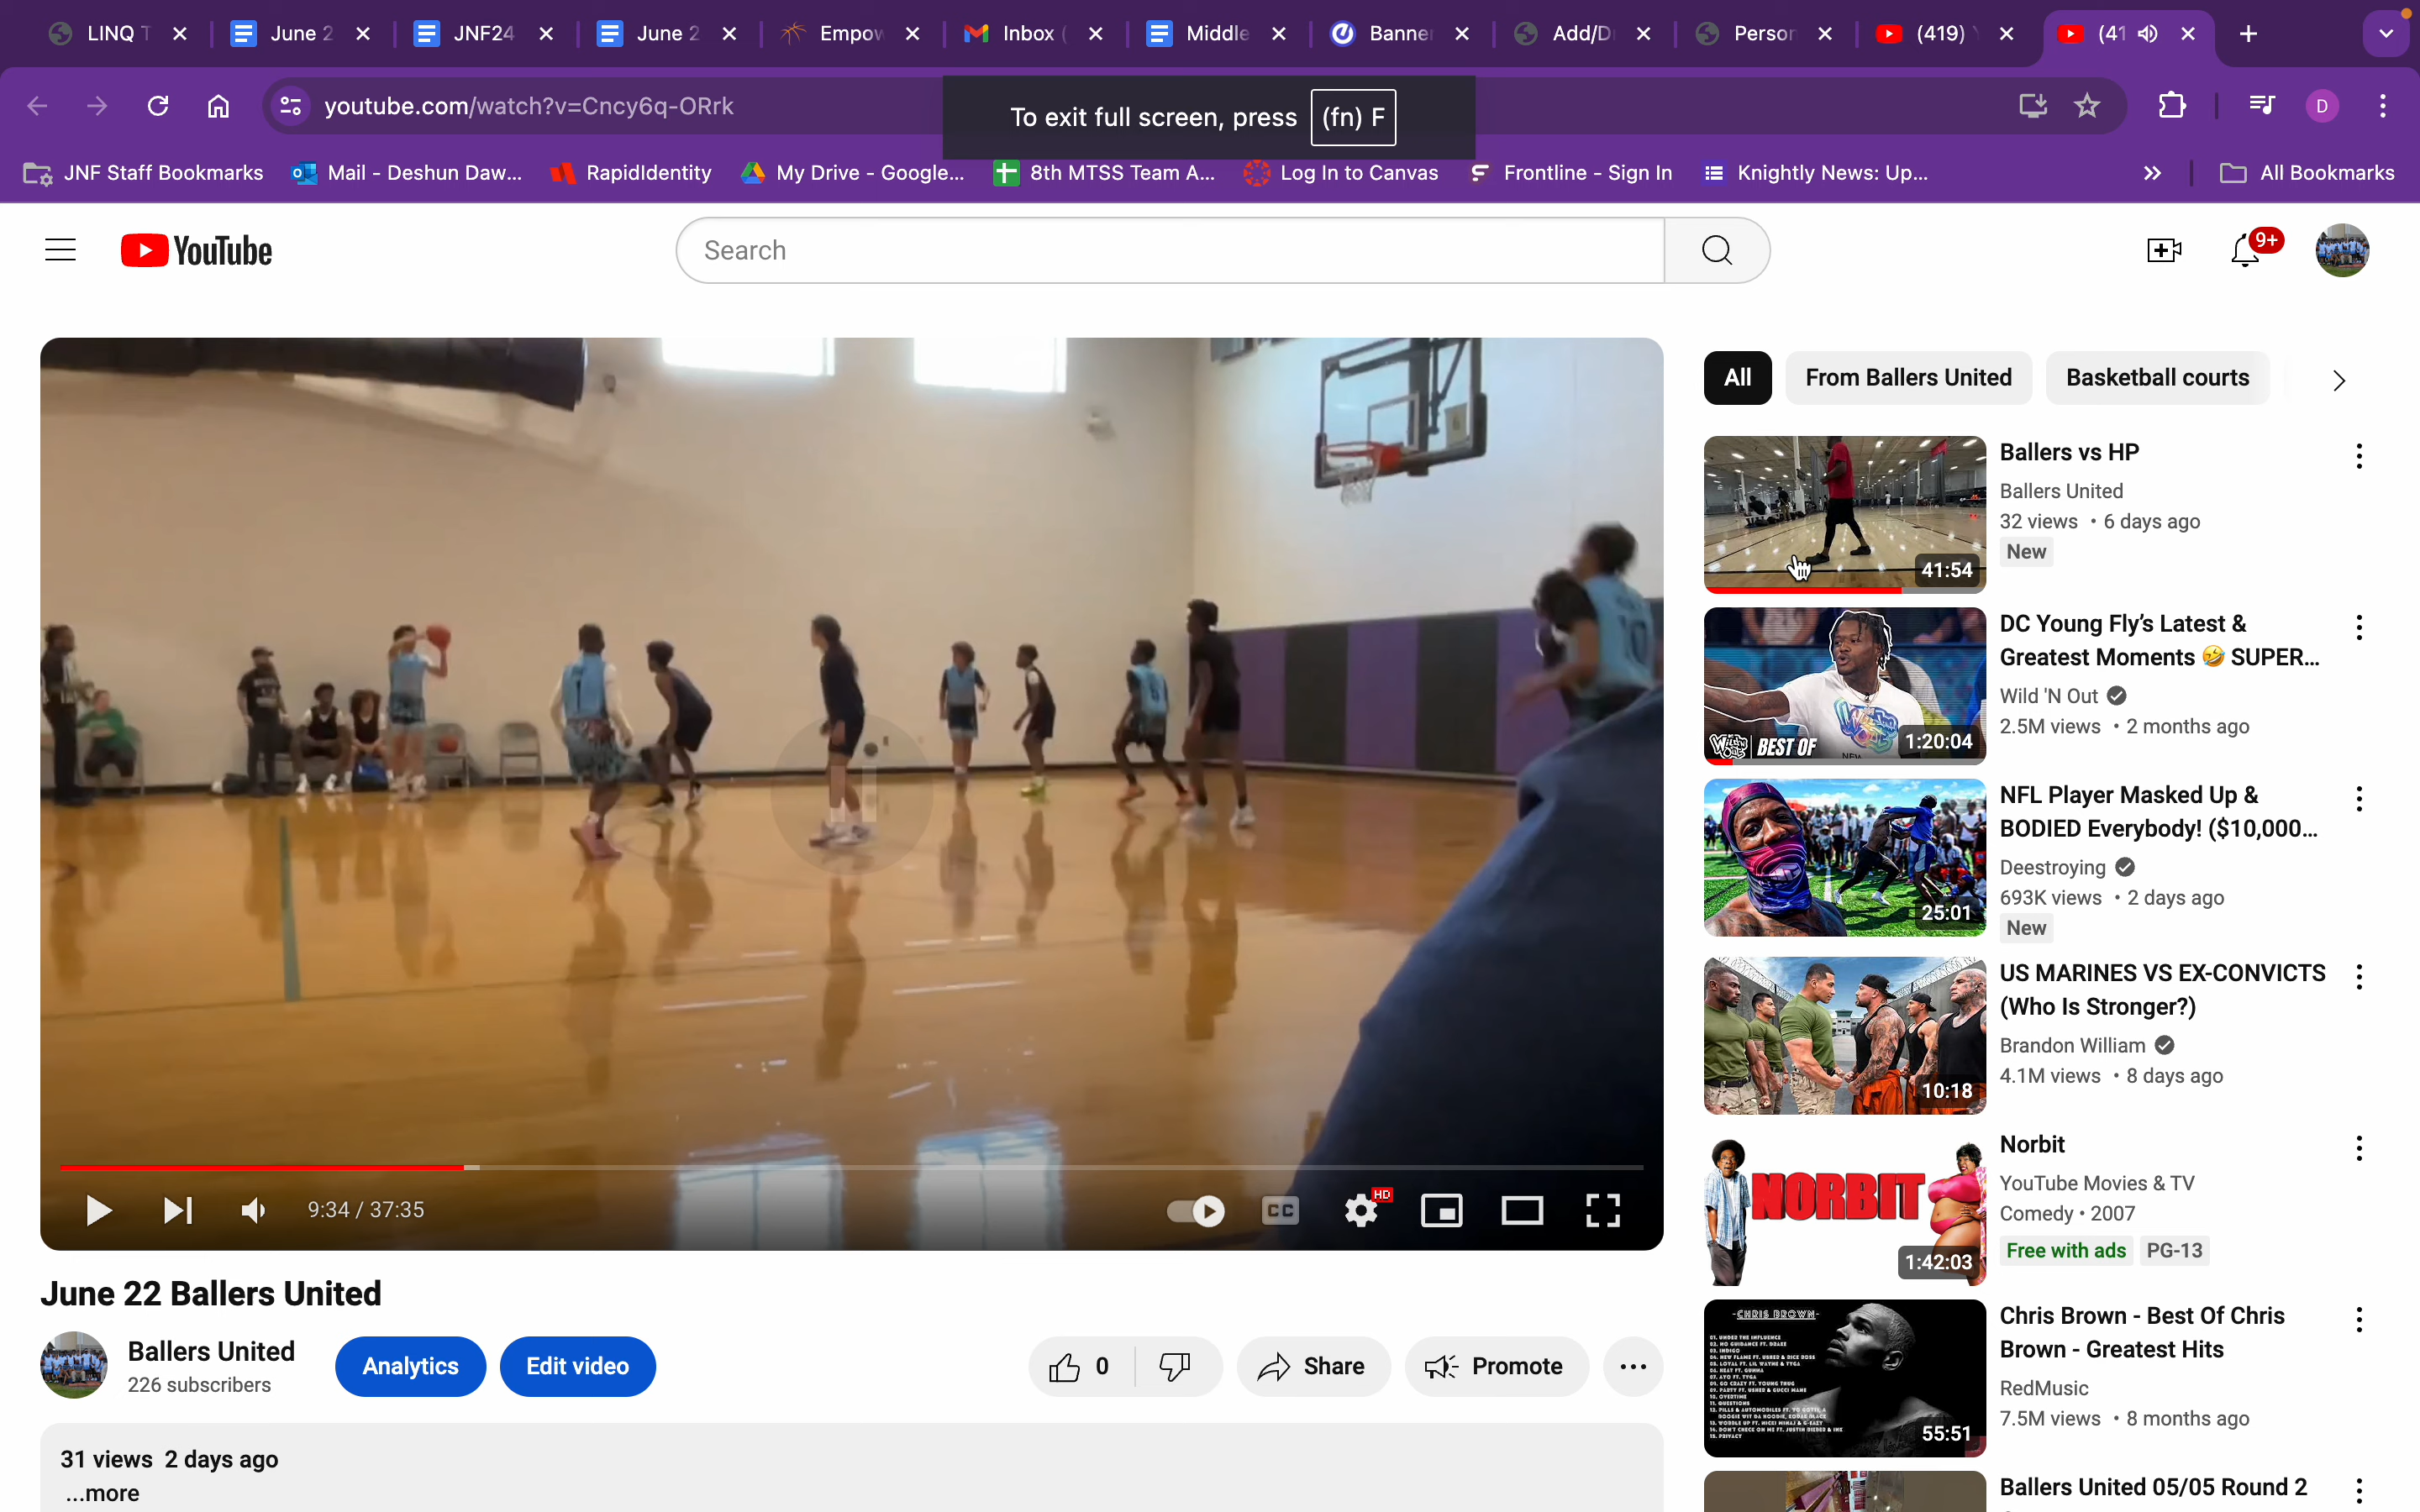 LINQ T
June 2
JNF24
June 2
Empow
Inbox (
Middle
Banner
Add/D
Person
(419)
(41
youtube.com/watch?v=Cncy6q-ORrk
To exit full screen, press (fn) F
JNF Staff Bookmarks
Mail - Deshun Daw...
RapidIdentity
My Drive - Google...
8th MTSS Team A...
Log In to Canvas
Frontline - Sign In
Knightly News: Up...
All Bookmarks
D
YouTube
Search
9+
All
From Ballers United
Basketball courts
41:54
Ballers vs HP
Ballers United
32 views • 6 days ago
New
BEST OF
1:20:04
DC Young Fly's Latest &
Greatest Moments 🤣 SUPER...
Wild 'N Out
2.5M views • 2 months ago
25:01
NFL Player Masked Up &
BODIED Everybody! ($10,000...
Deestroying
693K views • 2 days ago
New
10:18
US MARINES VS EX-CONVICTS
(Who Is Stronger?)
Brandon William
4.1M views • 8 days ago
NORBIT
1:42:03
Norbit
YouTube Movies & TV
Comedy • 2007
Free with ads
PG-13
-CHRIS BROWN-
55:51
Chris Brown - Best Of Chris
Brown - Greatest Hits
RedMusic
7.5M views • 8 months ago
Ballers United 05/05 Round 2
9:34 / 37:35
CC
HD
June 22 Ballers United
Ballers United
226 subscribers
Analytics
Edit video
0
Share
Promote
31 views 2 days ago
...more